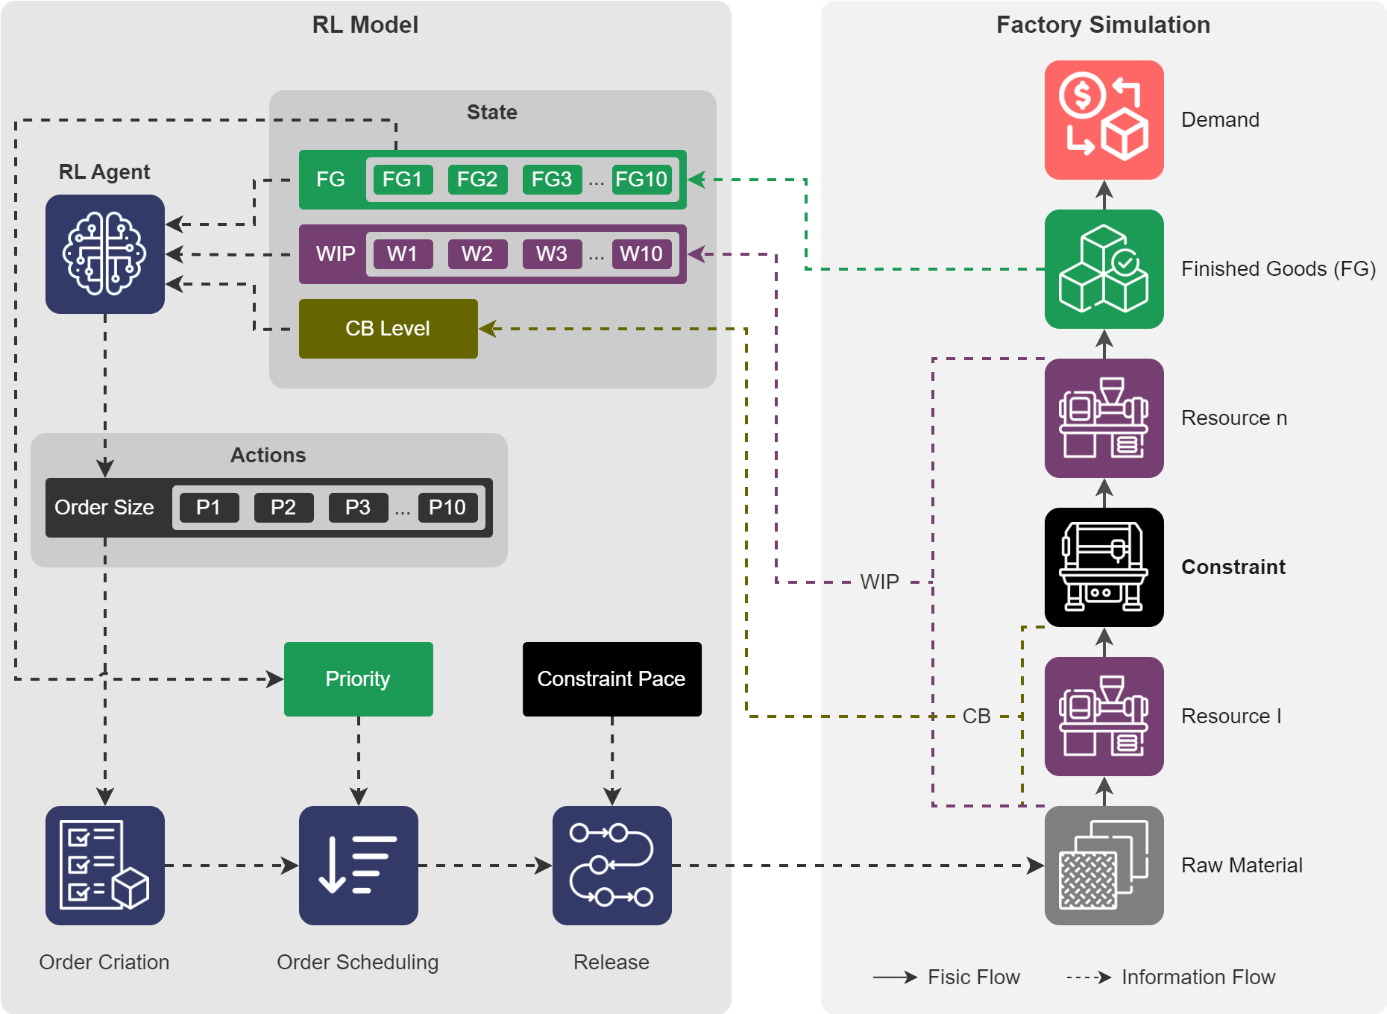 RL Model
State
RL Agent
FG FG1 FG2 FG3 ... FG10
WIP W1 W2 W3 ... W10
CB Level
Actions
Order Size P1 P2 P3 ... P10
Priority
Constraint Pace
Order Criation
Order Scheduling
Release
Factory Simulation
Demand
Finished Goods (FG)
Resource n
Constraint
WIP
Resource I
CB
Raw Material
Fisic Flow
Information Flow